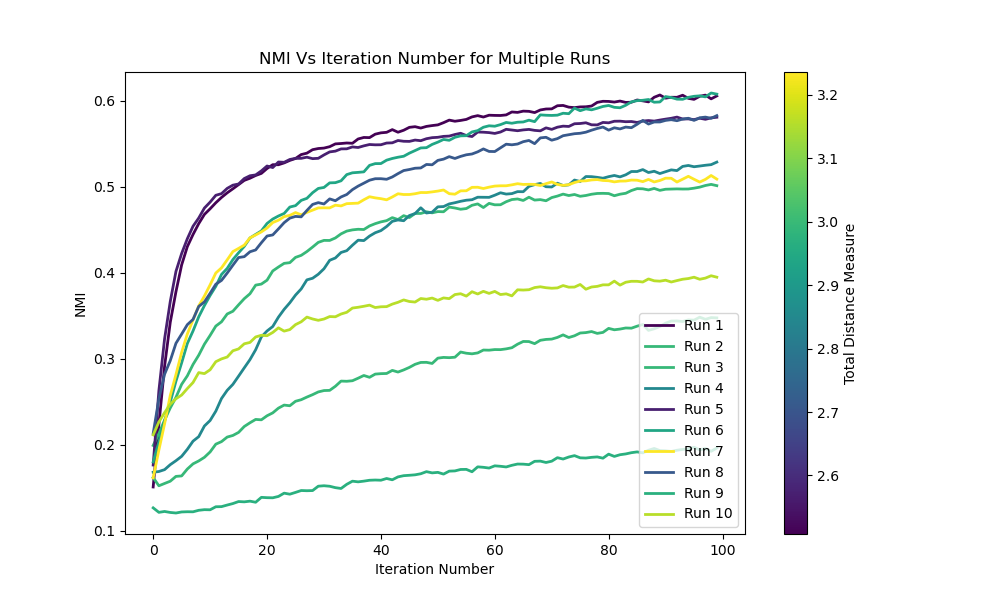 NMI Vs Iteration Number for Multiple Runs
NMI
0.6
0.5
0.4
0.3
0.2
0.1
0
20
40
60
80
100
Iteration Number
Run 1
Run 2
Run 3
Run 4
Run 5
Run 6
Run 7
Run 8
Run 9
Run 10
3.2
3.1
3.0
2.9
2.8
2.7
2.6
Total Distance Measure